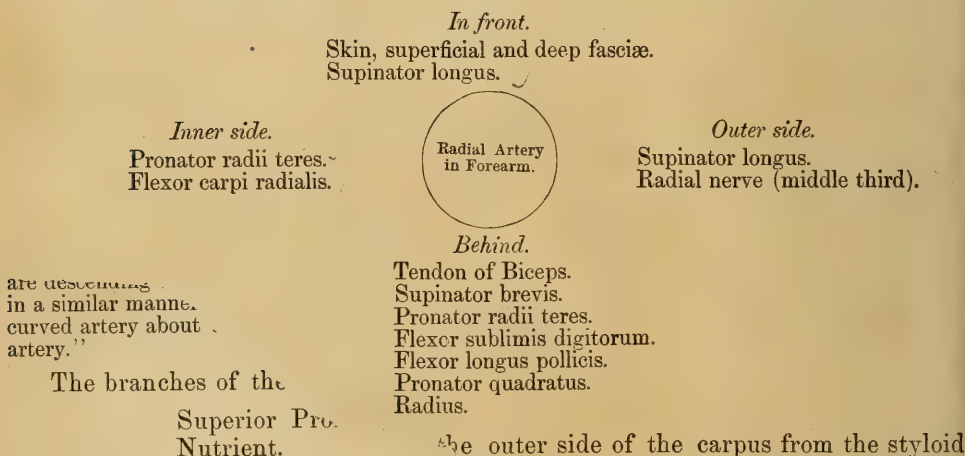 In front.
Skin, superficial and deep fasciæ.
Supinator longus.
Inner side.
Pronator radii teres.
Flexor carpi radialis.
Radial Artery
in Forearm.
Outer side.
Supinator longus.
Radial nerve (middle third).
Behind.
Tendon of Biceps.
Supinator brevis.
Pronator radii teres.
Flexor sublimis digitorum.
Flexor longus pollicis.
Pronator quadratus.
Radius.
are
in a similar
curved artery about
artery."
The branches of the
Superior
Nutrient.
the outer side of the carpus from the styloid